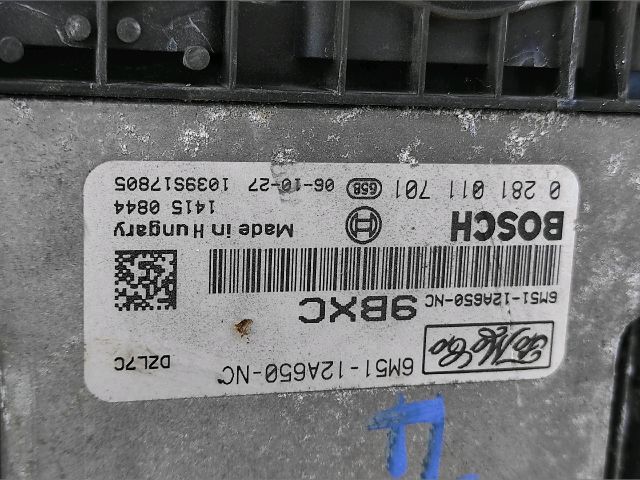 FoMoCo 6M51-12A650-NC
DZL7C
9BXC
6M51-12A650-NC
BOSCH Made in Hungary
1415 0844
0 281 011 701 658 06-10-27 1039S17805